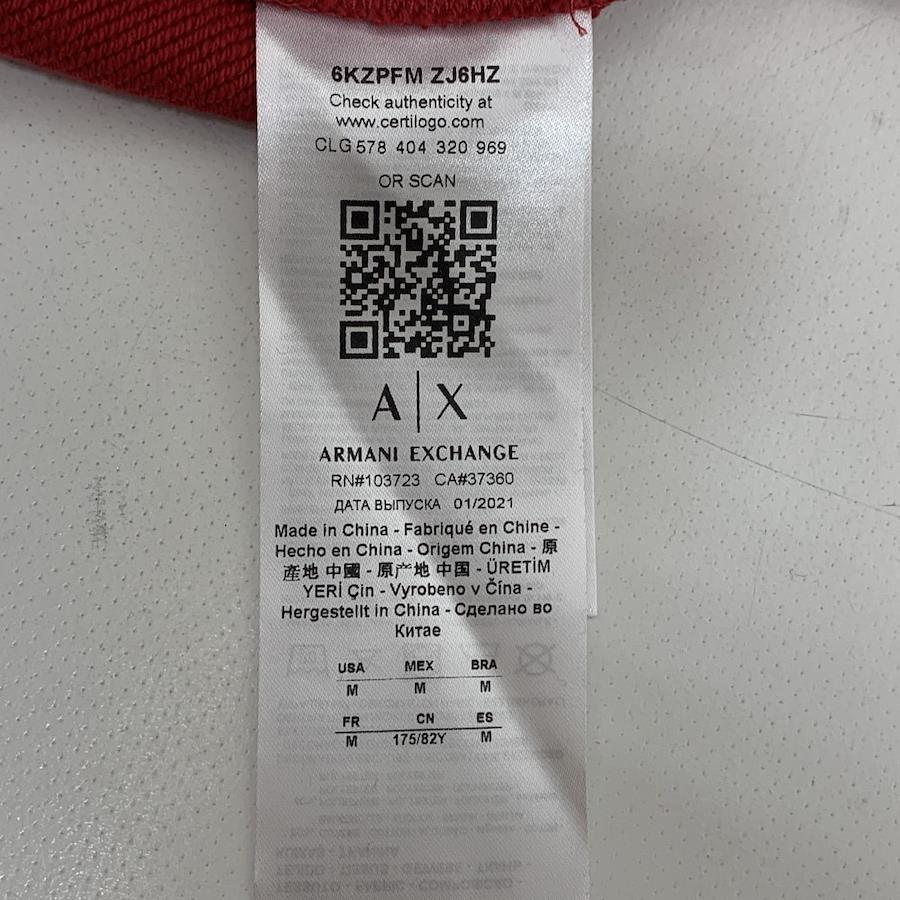 6KZPFM ZJ6HZ
Check authenticity at
www.certilogo.com
CLG 578 404 320 969
OR SCAN
A|X
ARMANI EXCHANGE
RN#103723 CA#37360
ДАТА ВЫПУСКА 01/2021
Made in China - Fabriqué en Chine -
Hecho en China - Origem China - 原
產地 中國 - 原产地 中国 - ÜRETİM
YERİ Çin - Vyrobeno v Čína -
Hergestellt in China - Сделано во
Китае
USA MEX BRA
M M M
FR CN ES
M 175/82Y M